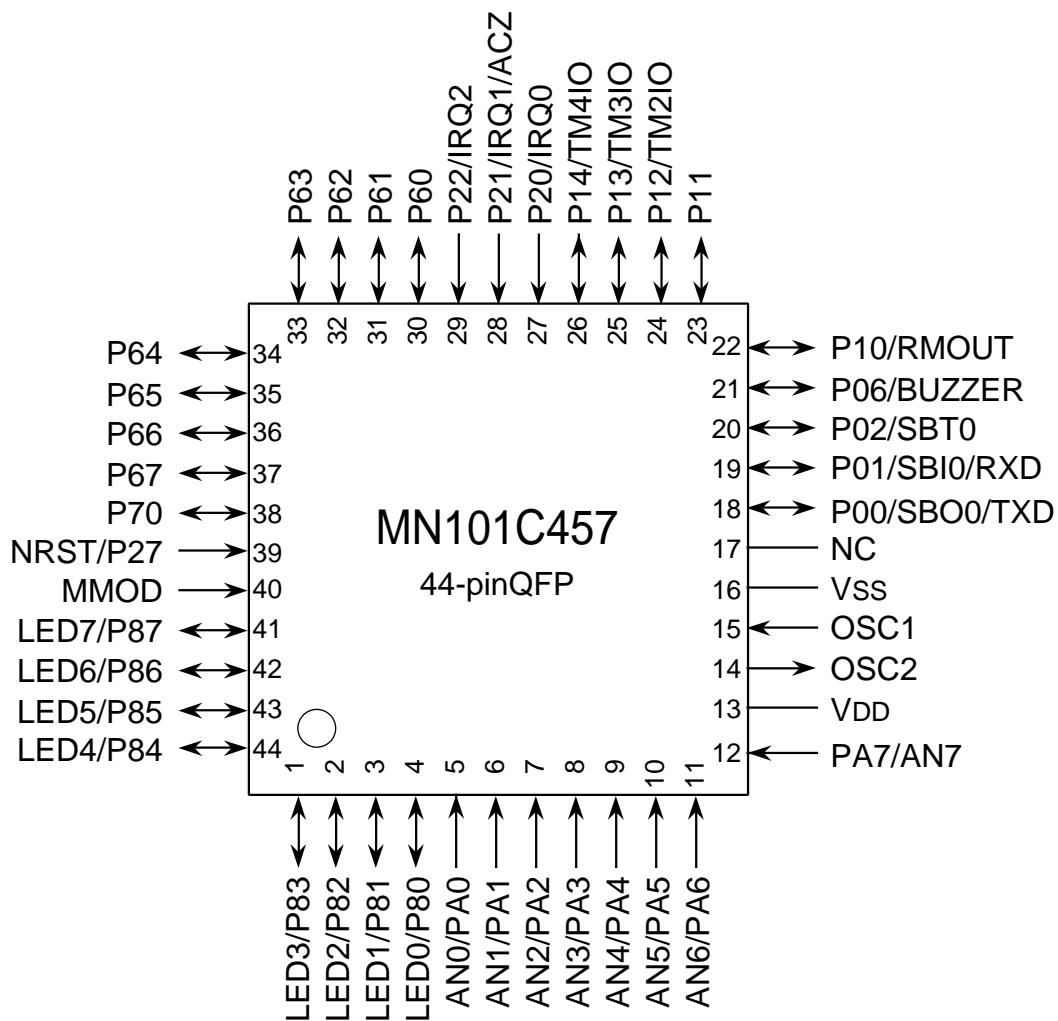 P63
P62
P61
P60
P22/IRQ2
P21/IRQ1/ACZ
P20/IRQ0
P14/TM4IO
P13/TM3IO
P12/TM2IO
P11
33
32
31
30
29
28
27
26
25
24
23
P64 34
P65 35
P66 36
P67 37
P70 38
NRST/P27 39
MMOD 40
LED7/P87 41
LED6/P86 42
LED5/P85 43
LED4/P84 44
MN101C457
44-pinQFP
22 P10/RMOUT
21 P06/BUZZER
20 P02/SBT0
19 P01/SBI0/RXD
18 P00/SBO0/TXD
17 NC
16 VSS
15 OSC1
14 OSC2
13 VDD
12 PA7/AN7
1
2
3
4
5
6
7
8
9
10
11
LED3/P83
LED2/P82
LED1/P81
LED0/P80
AN0/PA0
AN1/PA1
AN2/PA2
AN3/PA3
AN4/PA4
AN5/PA5
AN6/PA6